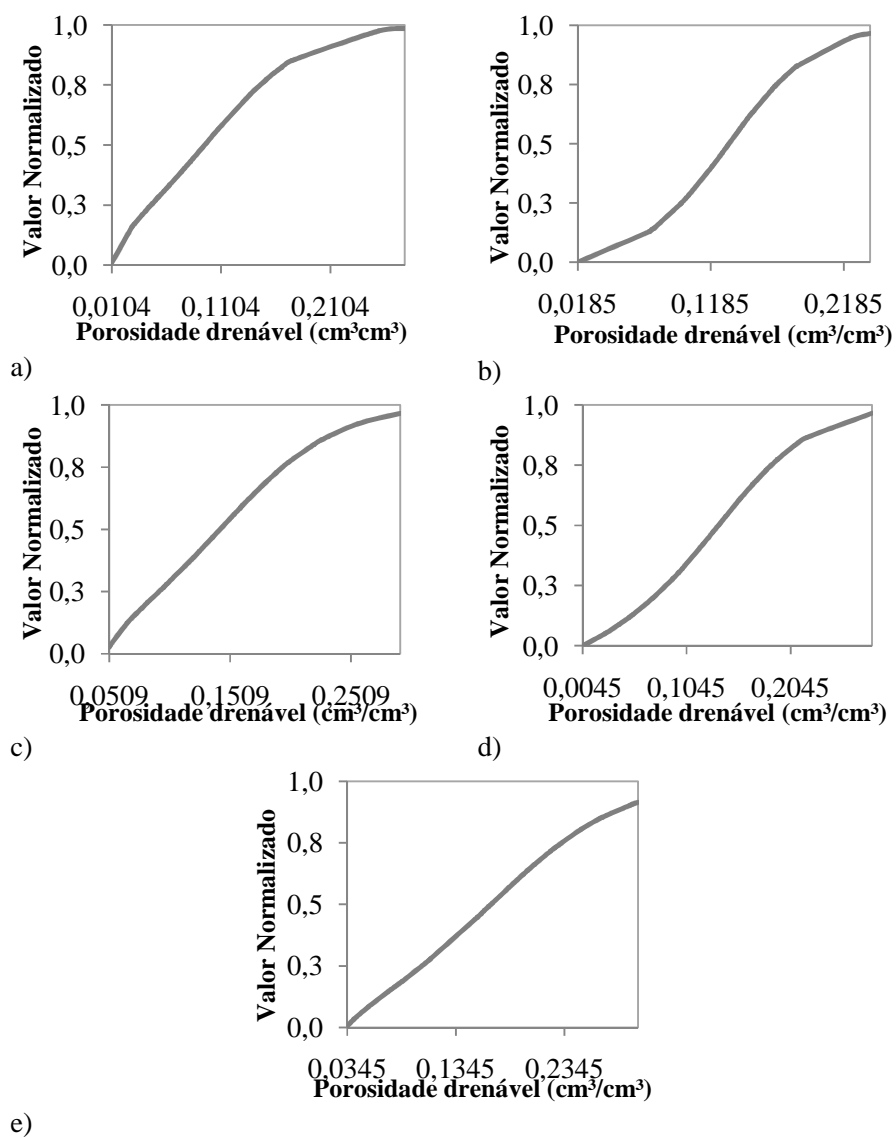 Valor Normalizado
1,0
0,8
0,5
0,3
0,0
0,0104 0,1104 0,2104
Porosidade drenável (cm³cm³)
a)
Valor Normalizado
1,0
0,8
0,5
0,3
0,0
0,0185 0,1185 0,2185
Porosidade drenável (cm³/cm³)
b)
Valor Normalizado
1,0
0,8
0,5
0,3
0,0
0,0509 0,1509 0,2509
Porosidade drenável (cm³/cm³)
c)
Valor Normalizado
1,0
0,8
0,5
0,3
0,0
0,0045 0,1045 0,2045
Porosidade drenável (cm³/cm³)
d)
Valor Normalizado
1,0
0,8
0,5
0,3
0,0
0,0345 0,1345 0,2345
Porosidade drenável (cm³/cm³)
e)